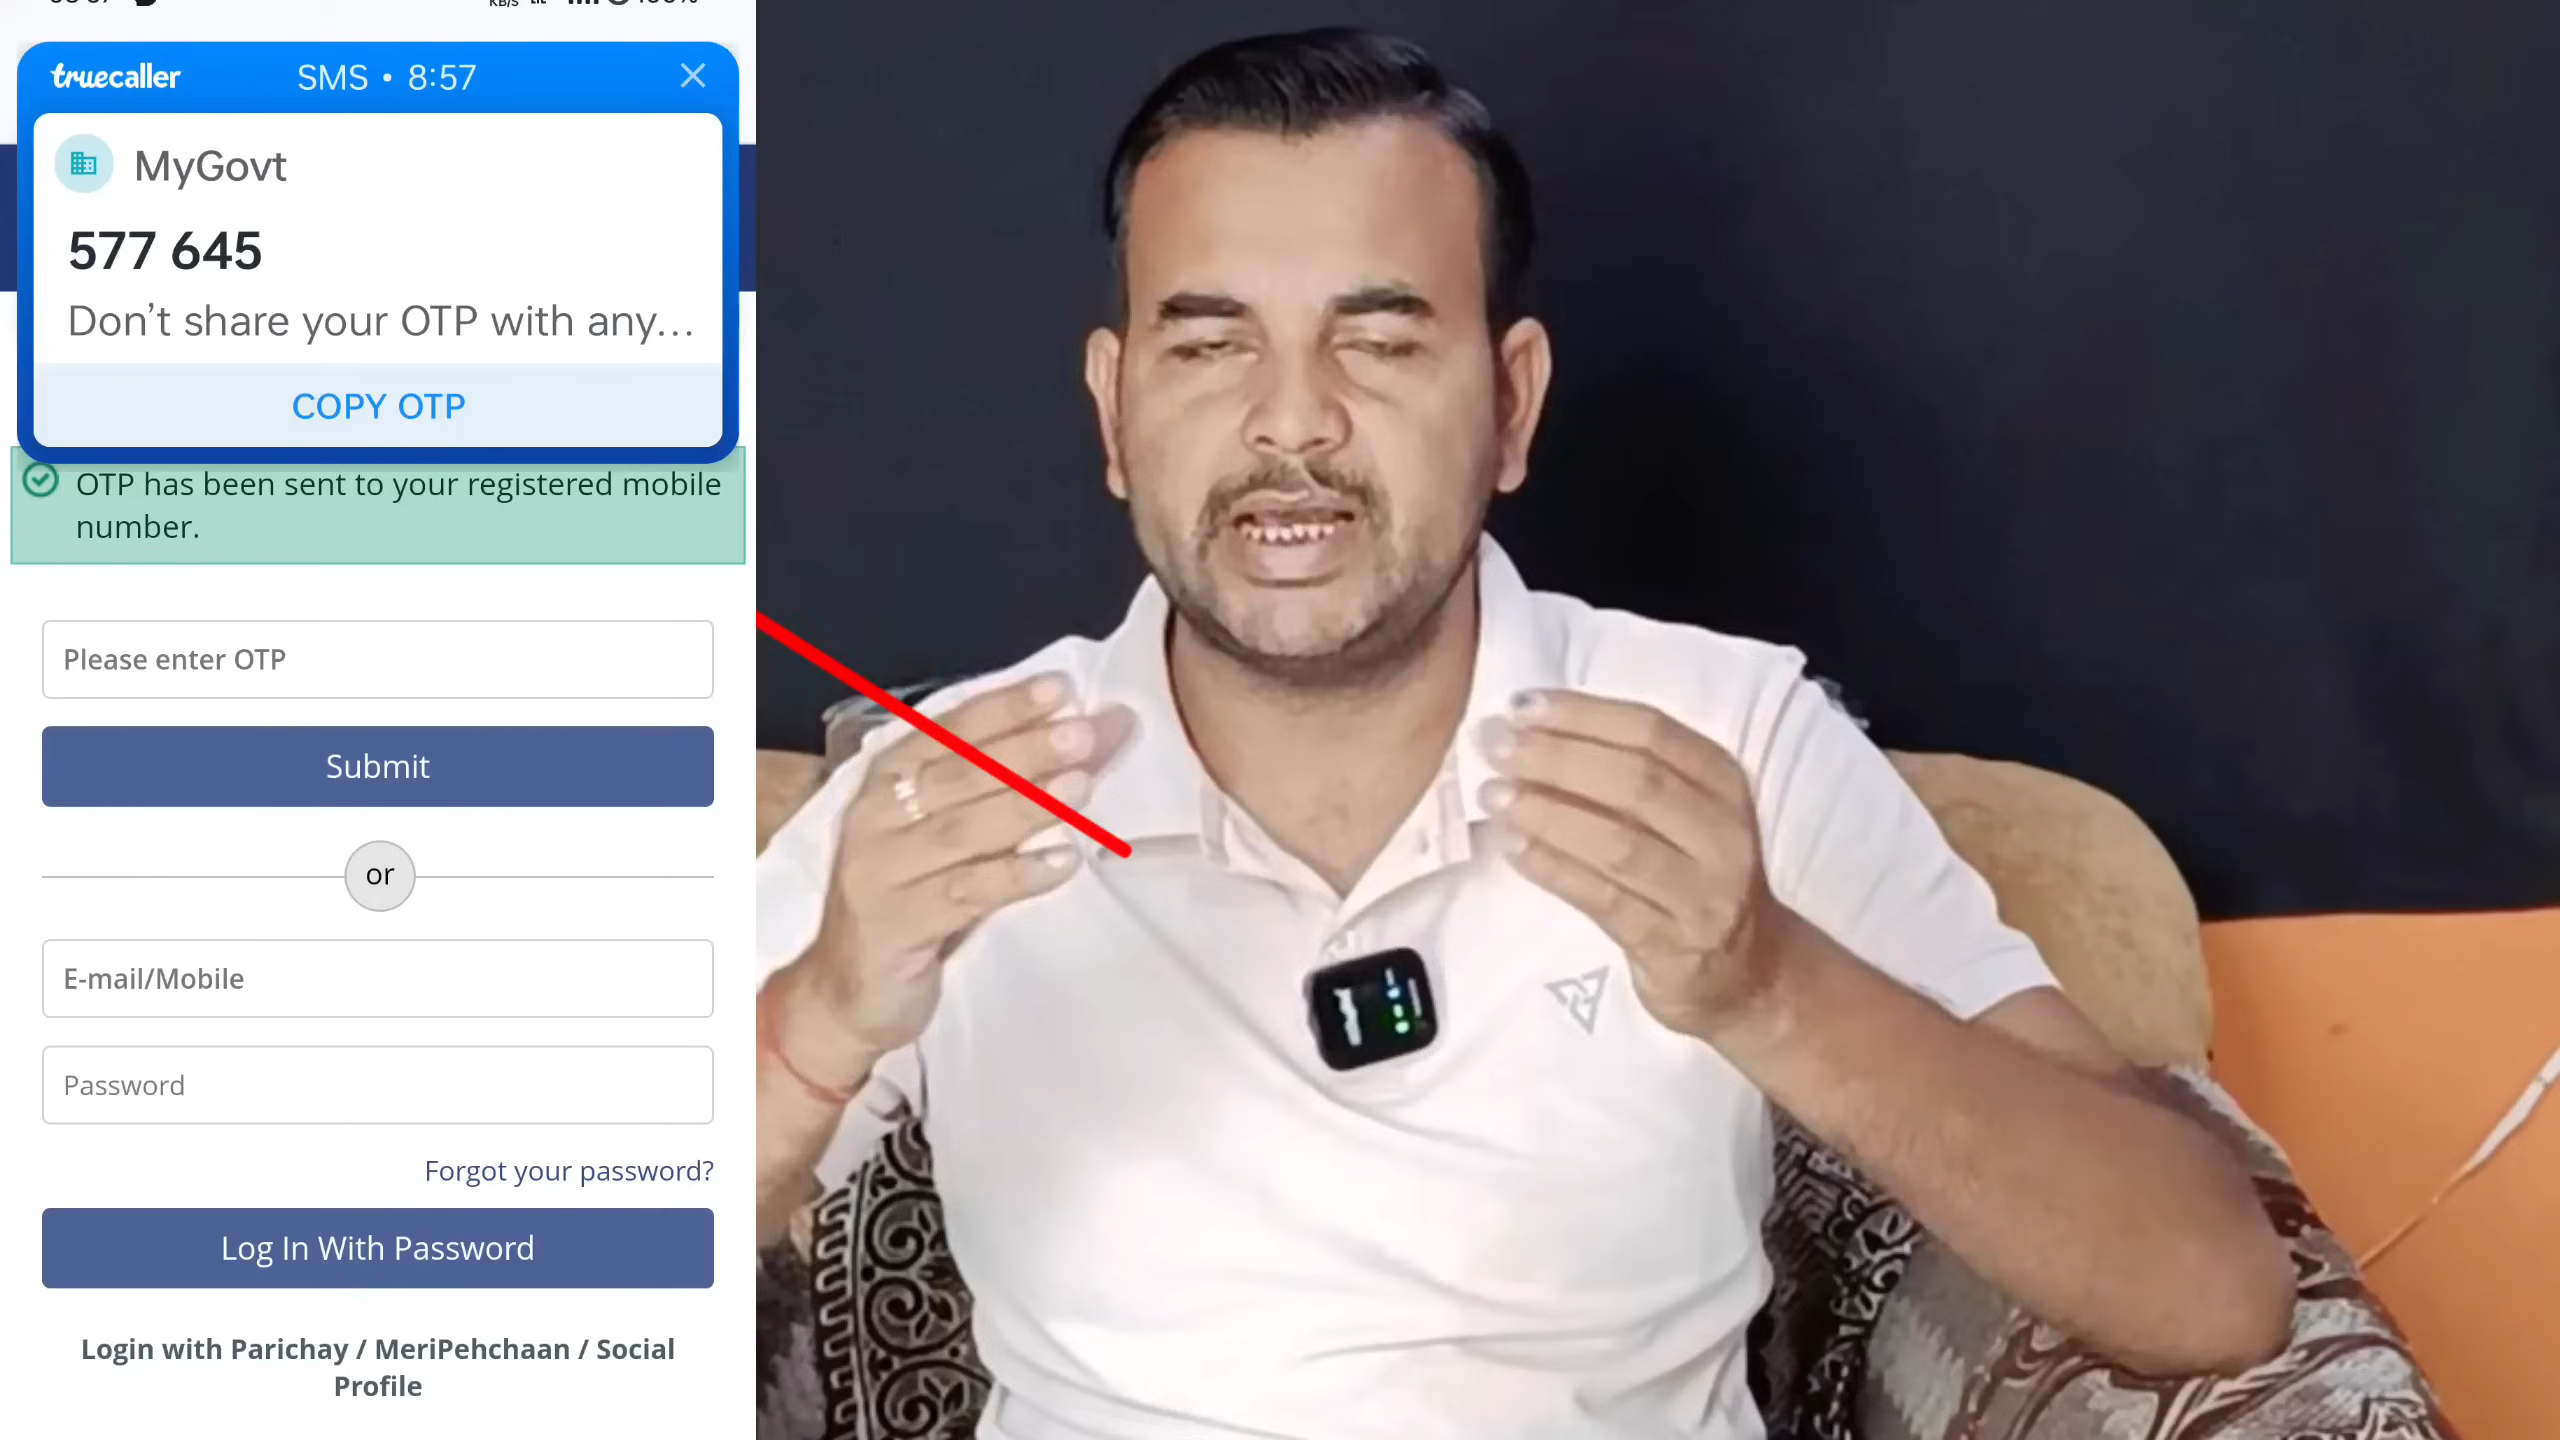 truecaller SMS • 8:57
MyGovt
577 645
Don't share your OTP with any...
COPY OTP
OTP has been sent to your registered mobile
number.
Please enter OTP
Submit
or
E-mail/Mobile
Password
Forgot your password?
Log In With Password
Login with Parichay / MeriPehchaan / Social
Profile